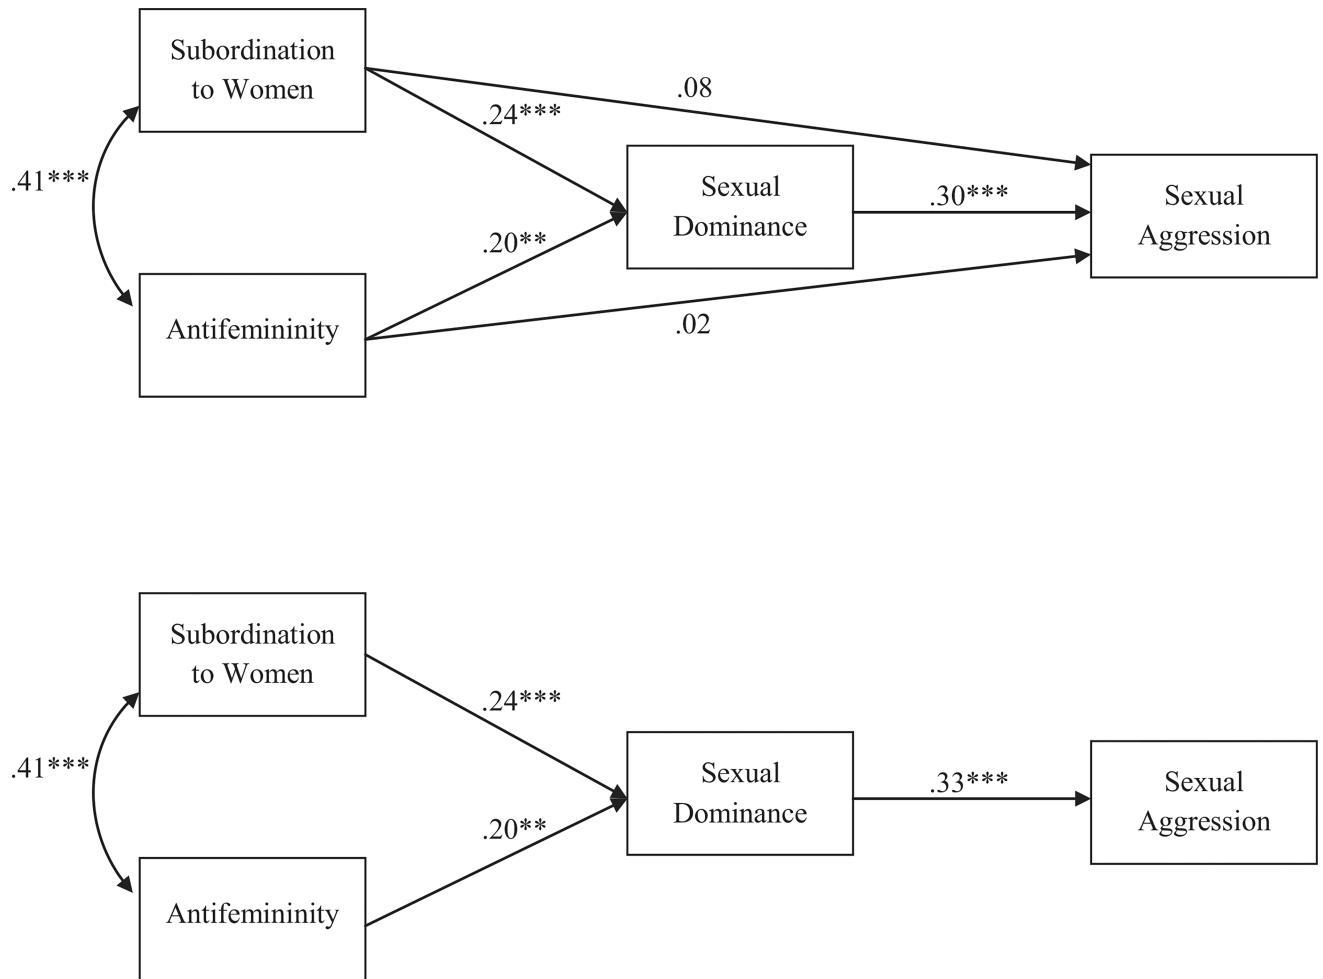 Subordination
to Women
.08
.24***
.41***
Sexual
Dominance
.30***
Sexual
Aggression
.20**
Antifemininity
.02
Subordination
to Women
.24***
.41***
Sexual
Dominance
.33***
Sexual
Aggression
.20**
Antifemininity